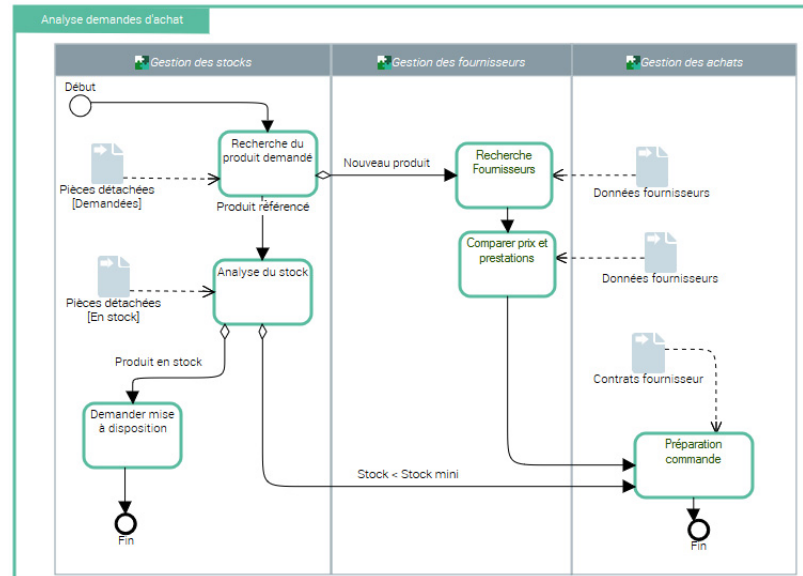 Analyse demandes d'achat
Gestion des stocks
Gestion des fournisseurs
Gestion des achats
Début
Recherche du
produit demandé
Nouveau produit
Recherche
Fournisseurs
Pièces détachées
[Demandées]
Données fournisseurs
Produit référencé
Comparer prix et
prestations
Analyse du stock
Données fournisseurs
Pièces détachées
[En stock]
Produit en stock
Contrats fournisseur
Demander mise
à disposition
Préparation
commande
Stock < Stock mini
Fin
Fin